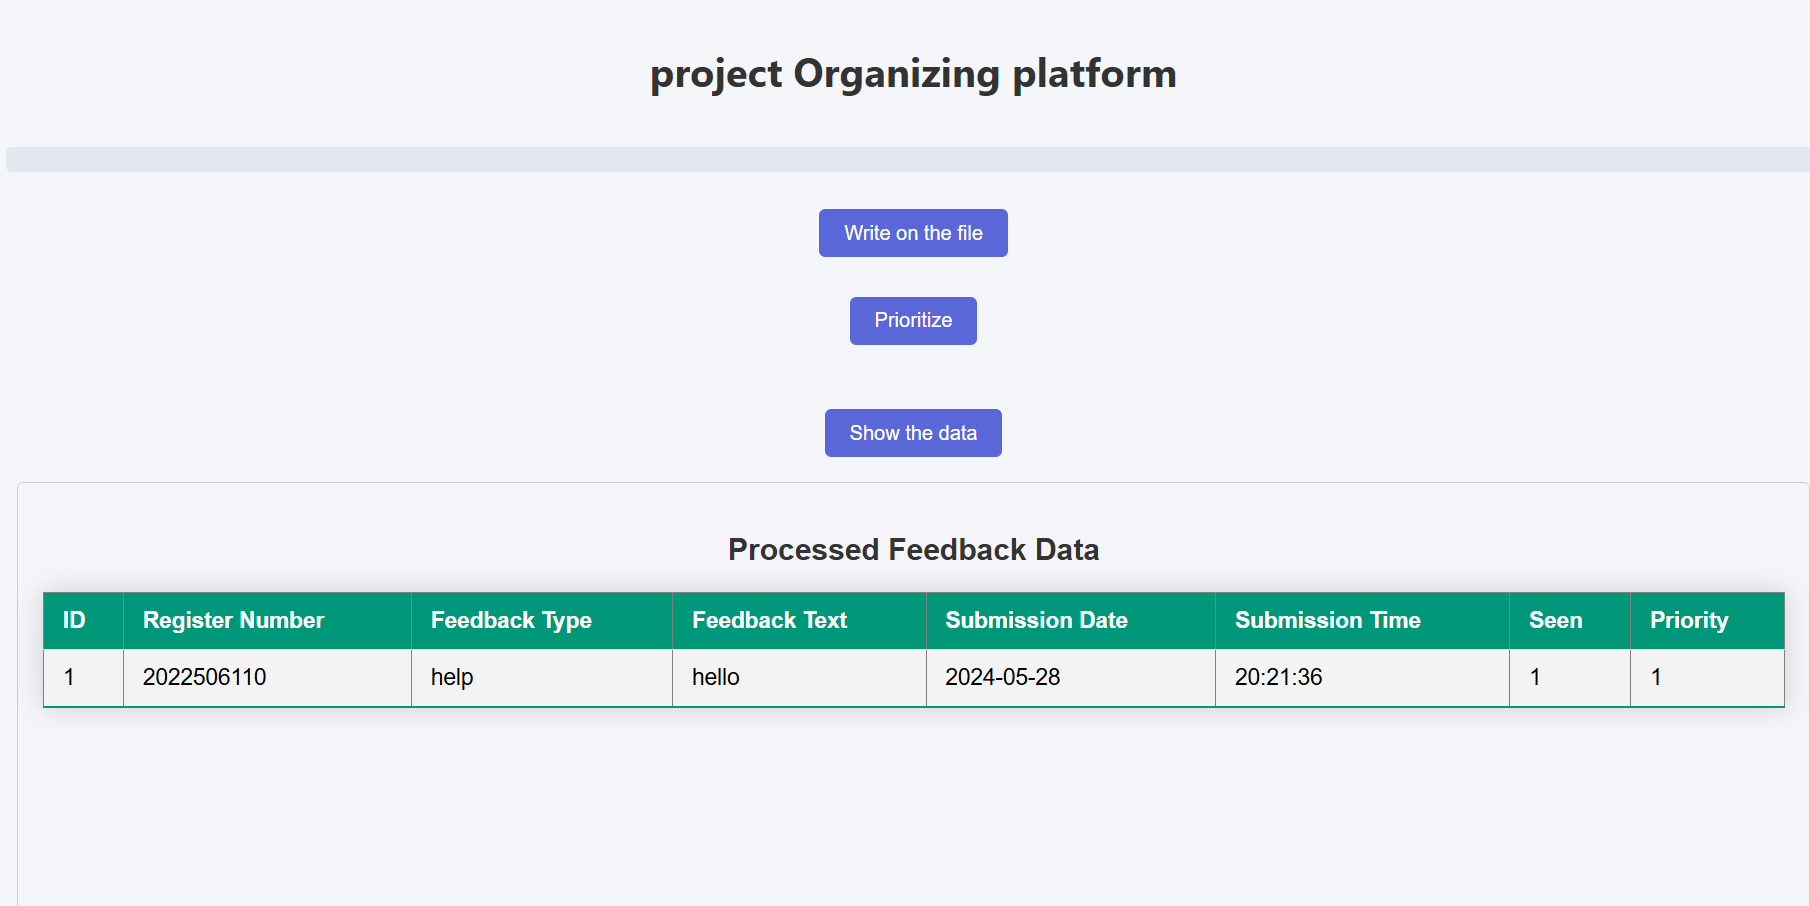 project Organizing platform
Write on the file
Prioritize
Show the data
Processed Feedback Data
ID Register Number Feedback Type Feedback Text Submission Date Submission Time Seen Priority
1 2022506110 help hello 2024-05-28 20:21:36 1 1